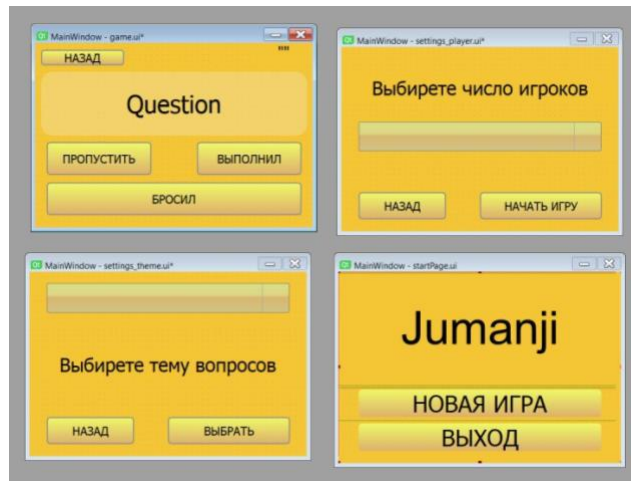 MainWindow - game.ui*
НАЗАД
Question
ПРОПУСТИТЬ
ВЫПОЛНИЛ
БРОСИЛ
MainWindow - settings_player.ui*
Выбирете число игроков
НАЗАД
НАЧАТЬ ИГРУ
MainWindow - settings_theme.ui*
Выбирете тему вопросов
НАЗАД
ВЫБРАТЬ
MainWindow - startPage.ui
Jumanji
НОВАЯ ИГРА
ВЫХОД